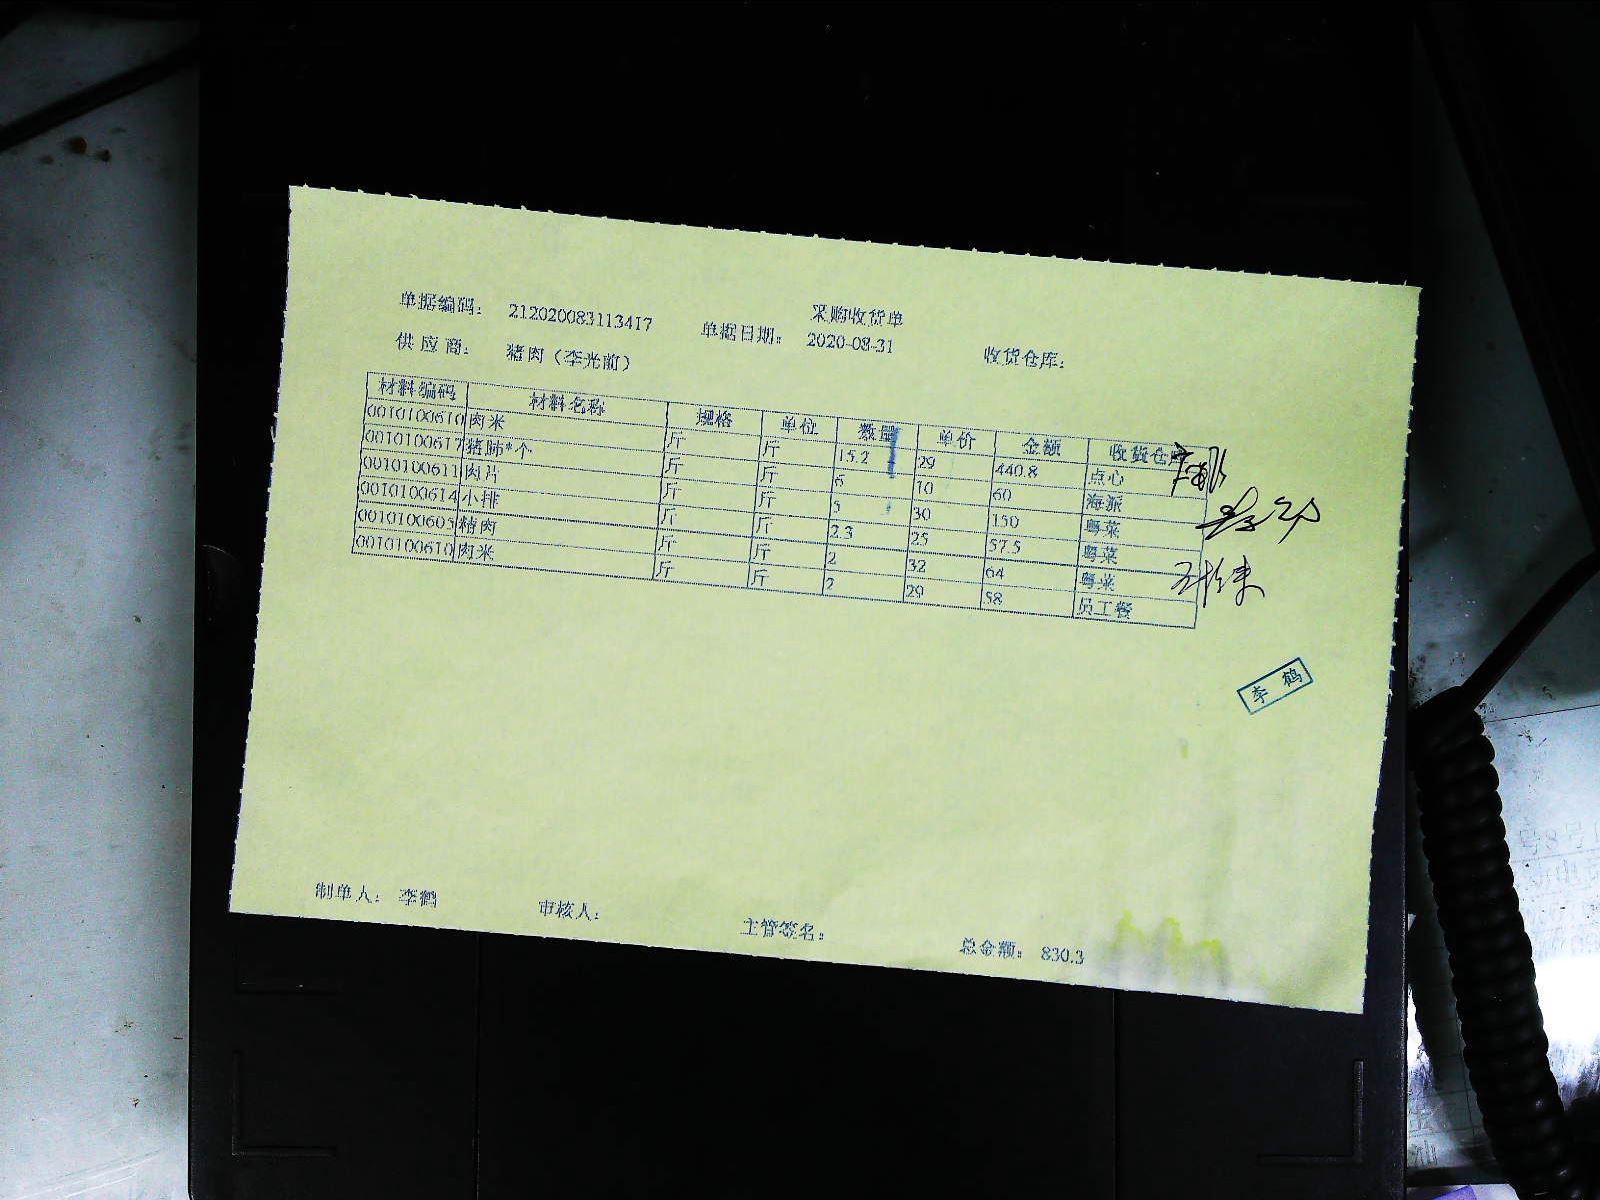 采购收货单
单据编码： 212020083113417 单据日期： 2020-08-31 收货仓库：
供应商： 猪肉（李光前）
材料编码 材料名称 规格 单位 数量 单价 金额 收货仓库
0010100610 肉米 斤 斤 15.2 29 440.8 点心
0010100617 猪肺*个 斤 斤 6 10 60 海派
0010100611 肉片 斤 斤 5 30 150 粤菜
0010100614 小排 斤 斤 2.3 25 57.5 粤菜
0010100605 精肉 斤 斤 2 32 64 粤菜
0010100610 肉米 斤 斤 2 29 58 员工餐
李鹤
制单人： 李鹤 审核人： 主管签名： 总金额： 830.3